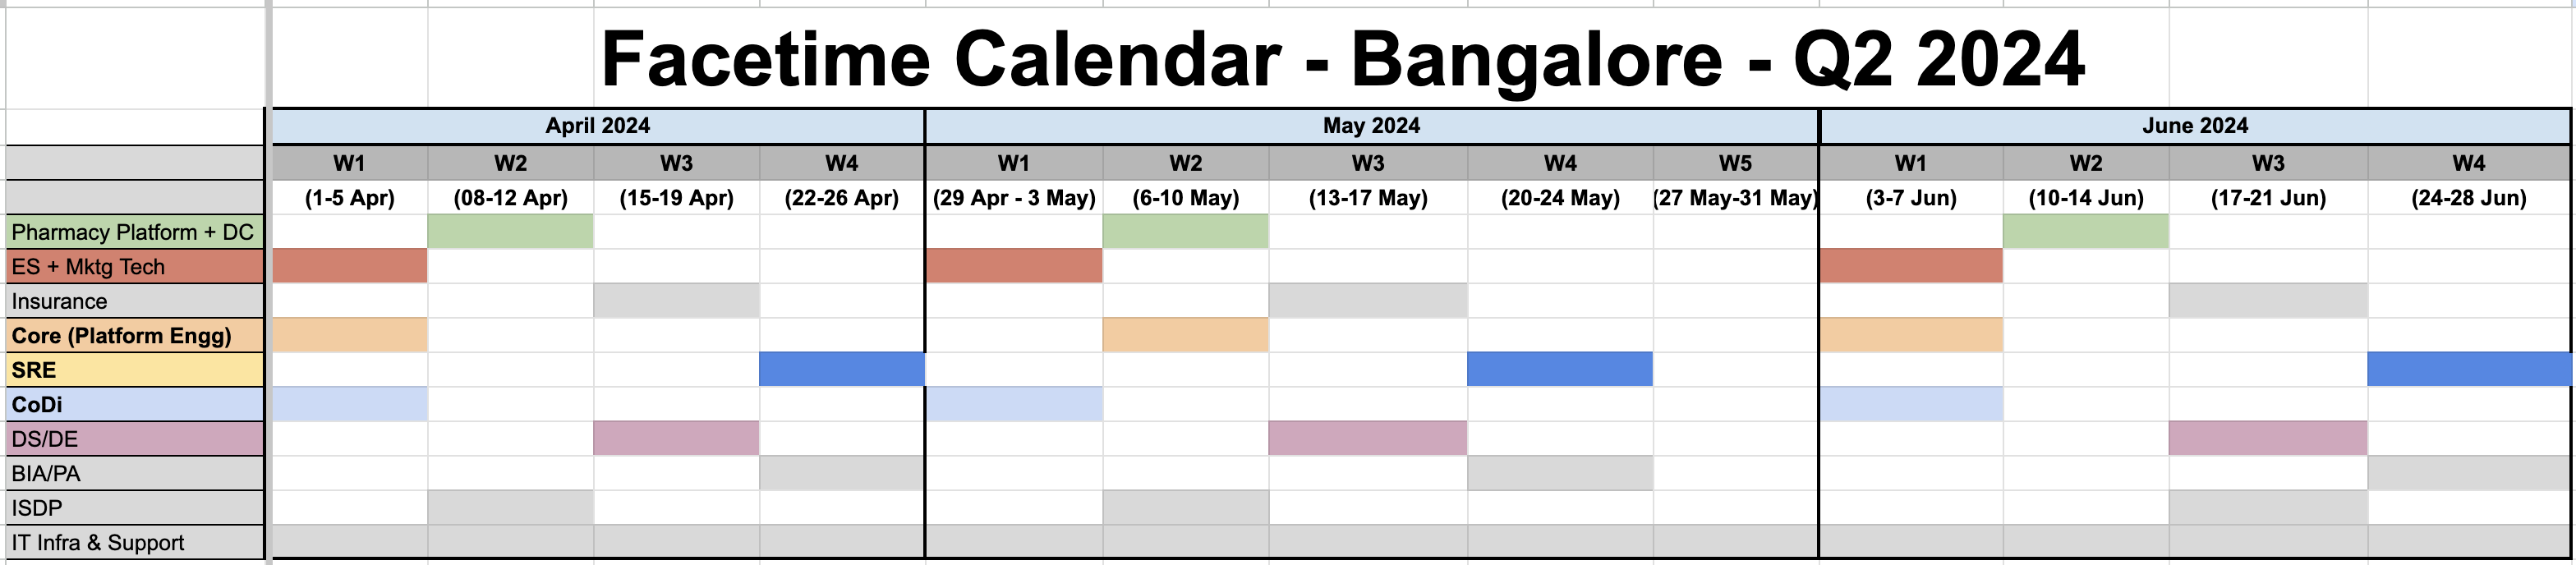 Facetime Calendar - Bangalore - Q2 2024
April 2024 May 2024 June 2024
W1 W2 W3 W4 W1 W2 W3 W4 W5 W1 W2 W3 W4
(1-5 Apr) (08-12 Apr) (15-19 Apr) (22-26 Apr) (29 Apr - 3 May) (6-10 May) (13-17 May) (20-24 May) (27 May-31 May) (3-7 Jun) (10-14 Jun) (17-21 Jun) (24-28 Jun)
Pharmacy Platform + DC
ES + Mktg Tech
Insurance
Core (Platform Engg)
SRE
CoDi
DS/DE
BIA/PA
ISDP
IT Infra & Support